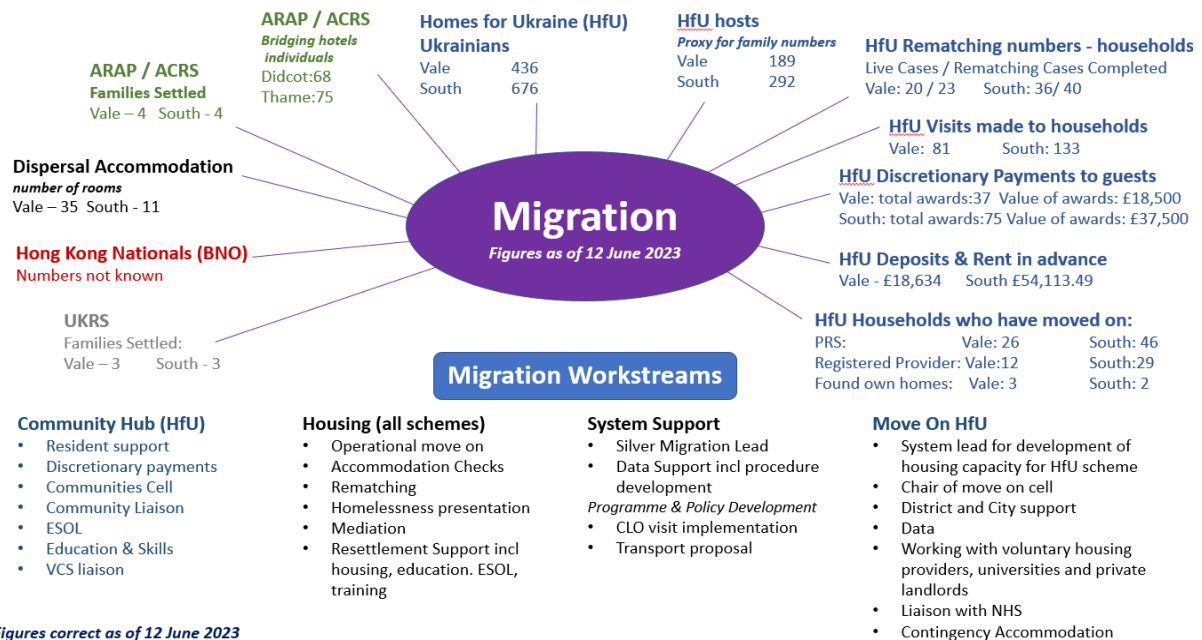 ARAP / ACRS
Families Settled
Vale – 4 South - 4
ARAP / ACRS
Bridging hotels
individuals
Didcot:68
Thame:75
Homes for Ukraine (HfU)
Ukrainians
Vale 436
South 676
HfU hosts
Proxy for family numbers
Vale 189
South 292
HfU Rematching numbers - households
Live Cases / Rematching Cases Completed
Vale: 20 / 23 South: 36/ 40
HfU Visits made to households
Vale: 81 South: 133
HfU Discretionary Payments to guests
Vale: total awards:37 Value of awards: £18,500
South: total awards:75 Value of awards: £37,500
HfU Deposits & Rent in advance
Vale - £18,634 South £54,113.49
HfU Households who have moved on:
PRS: Vale: 26 South: 46
Registered Provider: Vale:12 South:29
Found own homes: Vale: 3 South: 2
Dispersal Accommodation
number of rooms
Vale – 35 South - 11
Hong Kong Nationals (BNO)
Numbers not known
UKRS
Families Settled:
Vale – 3 South - 3
Migration
Figures as of 12 June 2023
Migration Workstreams
Community Hub (HfU)
• Resident support
• Discretionary payments
• Communities Cell
• Community Liaison
• ESOL
• Education & Skills
• VCS liaison
Housing (all schemes)
• Operational move on
• Accommodation Checks
• Rematching
• Homelessness presentation
• Mediation
• Resettlement Support incl
housing, education. ESOL,
training
System Support
• Silver Migration Lead
• Data Support incl procedure
development
Programme & Policy Development
• CLO visit implementation
• Transport proposal
Move On HfU
• System lead for development of
housing capacity for HfU scheme
• Chair of move on cell
• District and City support
• Data
• Working with voluntary housing
providers, universities and private
landlords
• Liaison with NHS
• Contingency Accommodation
Figures correct as of 12 June 2023